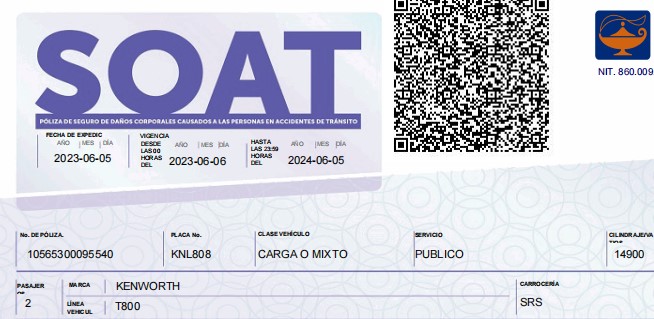 SOAT
NIT. 860.009
PÓLIZA DE SEGURO DE DAÑOS CORPORALES CAUSADOS A LAS PERSONAS EN ACCIDENTES DE TRÁNSITO
FECHA DE EXPEDIC
AÑO MES DÍA
2023-06-05
VIGENCIA
DESDE
LAS 00
HORAS
DEL
AÑO MES DÍA
2023-06-06
HASTA
LAS 23:59
HORAS
DEL
AÑO MES DÍA
2024-06-05
No. DE PÓLIZA.
10565300095540
PLACA No.
KNL808
CLASE VEHÍCULO
CARGA O MIXTO
SERVICIO
PUBLICO
CILINDRAJE/VA
14900
PASAJER
2
MARCA
KENWORTH
LÍNEA
VEHICUL
T800
CARROCERÍA
SRS